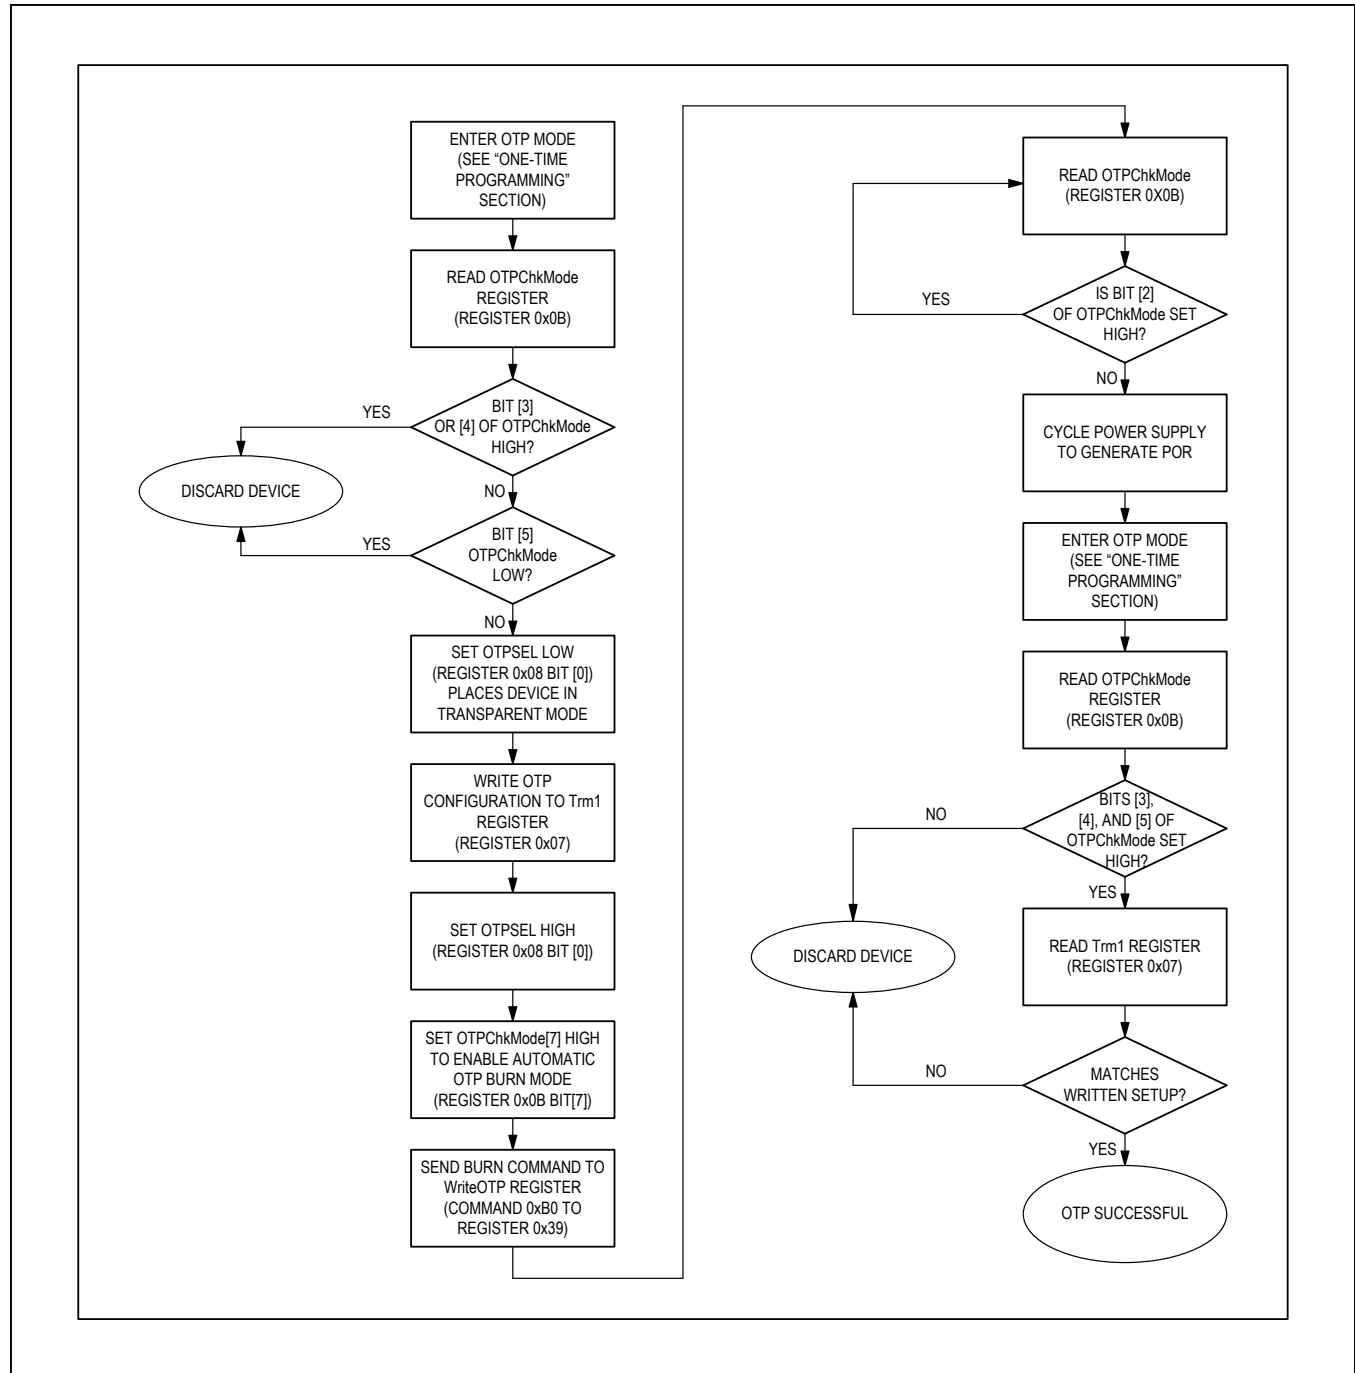 ENTER OTP MODE
(SEE “ONE-TIME
PROGRAMMING”
SECTION)
READ OTPChkMode
REGISTER
(REGISTER 0x0B)
BIT [3]
OR [4] OF OTPChkMode
HIGH?
YES
DISCARD DEVICE
NO
BIT [5]
OTPChkMode
LOW?
YES
NO
SET OTPSEL LOW
(REGISTER 0x08 BIT [0])
PLACES DEVICE IN
TRANSPARENT MODE
WRITE OTP
CONFIGURATION TO Trm1
REGISTER
(REGISTER 0x07)
SET OTPSEL HIGH
(REGISTER 0x08 BIT [0])
SET OTPChkMode[7] HIGH
TO ENABLE AUTOMATIC
OTP BURN MODE
(REGISTER 0x0B BIT[7])
SEND BURN COMMAND TO
WriteOTP REGISTER
(COMMAND 0xB0 TO
REGISTER 0x39)
READ OTPChkMode
(REGISTER 0X0B)
IS BIT [2]
OF OTPChkMode SET
HIGH?
YES
NO
CYCLE POWER SUPPLY
TO GENERATE POR
ENTER OTP MODE
(SEE “ONE-TIME
PROGRAMMING”
SECTION)
READ OTPChkMode
REGISTER
(REGISTER 0x0B)
BITS [3],
[4], AND [5] OF
OTPChkMode SET
HIGH?
NO
YES
DISCARD DEVICE
READ Trm1 REGISTER
(REGISTER 0x07)
MATCHES
WRITTEN SETUP?
NO
YES
OTP SUCCESSFUL